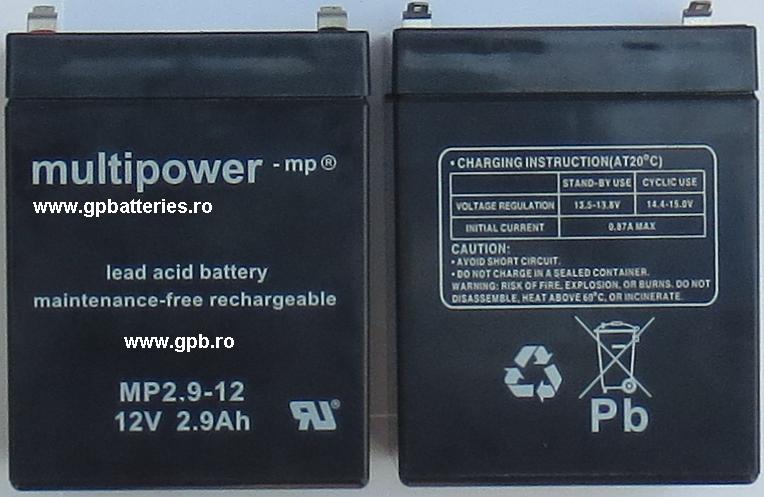 multipower -mp®
www.gpbatteries.ro
lead acid battery
maintenance-free rechargeable
www.gpb.ro
MP2.9-12
12V 2.9Ah
• CHARGING INSTRUCTION(AT20°C)
STAND-BY USE CYCLIC USE
VOLTAGE REGULATION 13.5-13.8V 14.4-15.0V
INITIAL CURRENT 0.87A MAX
CAUTION:
• AVOID SHORT CIRCUIT.
• DO NOT CHARGE IN A SEALED CONTAINER.
WARNING: RISK OF FIRE, EXPLOSION, OR BURNS. DO NOT
DISASSEMBLE, HEAT ABOVE 60°C, OR INCINERATE.
Pb